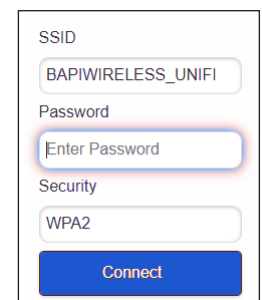 SSID
BAPIWIRELESS_UNIFI
Password
Enter Password
Security
WPA2
Connect